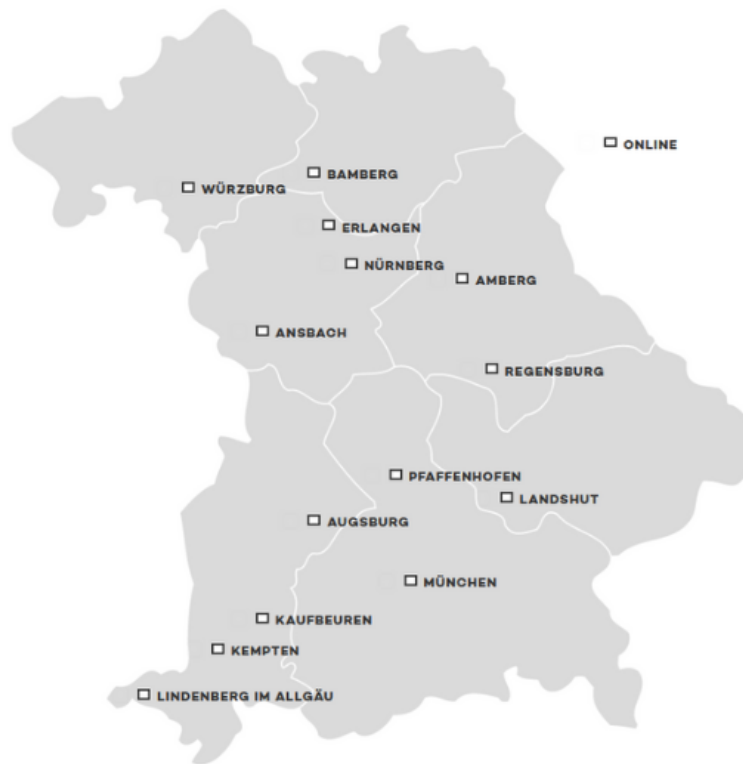 ONLINE
BAMBERG
WÜRZBURG
ERLANGEN
NÜRNBERG
AMBERG
ANSBACH
REGENSBURG
PFAFFENHOFEN
LANDSHUT
AUGSBURG
MÜNCHEN
KAUFBEUREN
KEMPTEN
LINDENBERG IM ALLGÄU